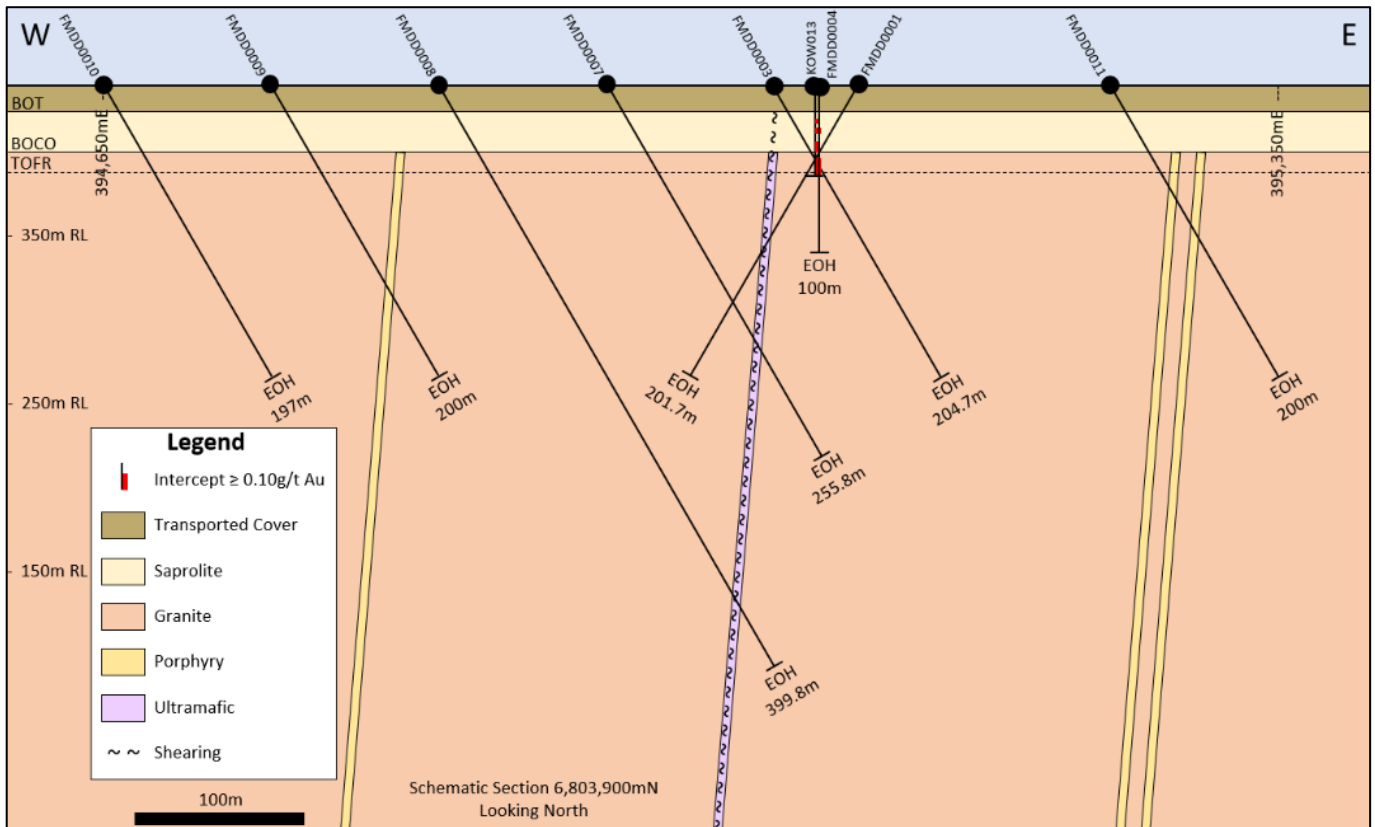 W
E
FMDD0010
FMDD0009
FMDD0008
FMDD0007
FMDD0003
KOW013
FMDD0004
FMDD0001
FMDD0011
BOT
BOCO
TOFR
394,650mE
395,350mE
350m RL
250m RL
150m RL
EOH
197m
EOH
200m
EOH
399.8m
EOH
255.8m
EOH
201.7m
EOH
100m
EOH
204.7m
EOH
200m
Legend
Intercept ≥ 0.10g/t Au
Transported Cover
Saprolite
Granite
Porphyry
Ultramafic
~ ~ Shearing
100m
Schematic Section 6,803,900mN
Looking North